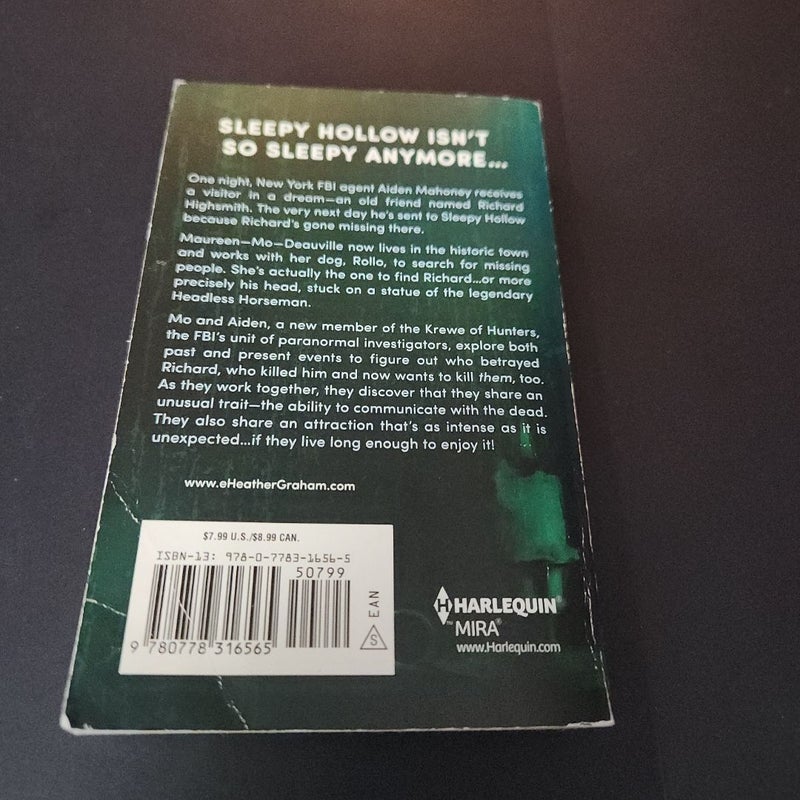 SLEEPY HOLLOW ISN'T
SO SLEEPY ANYMORE...
One night, New York FBI agent Aiden Mahoney receives
a visitor in a dream—an old friend named Richard
Highsmith. The very next day he's sent to Sleepy Hollow
because Richard's gone missing there.
Maureen—Mo—Deauville now lives in the historic town
and works with her dog, Rollo, to search for missing
people. She's actually the one to find Richard...or more
precisely his head, stuck on a statue of the legendary
Headless Horseman.
Mo and Aiden, a new member of the Krewe of Hunters,
the FBI's unit of paranormal investigators, explore both
past and present events to figure out who betrayed
Richard, who killed him and now wants to kill them, too.
As they work together, they discover that they share an
unusual trait—the ability to communicate with the dead.
They also share an attraction that's as intense as it is
unexpected...if they live long enough to enjoy it!
www.eHeatherGraham.com
$7.99 U.S./$8.99 CAN.
ISBN-13: 978-0-7783-1656-5
50799
EAN
S
9 780778 316565
H HARLEQUIN®
™ MIRA®
www.Harlequin.com